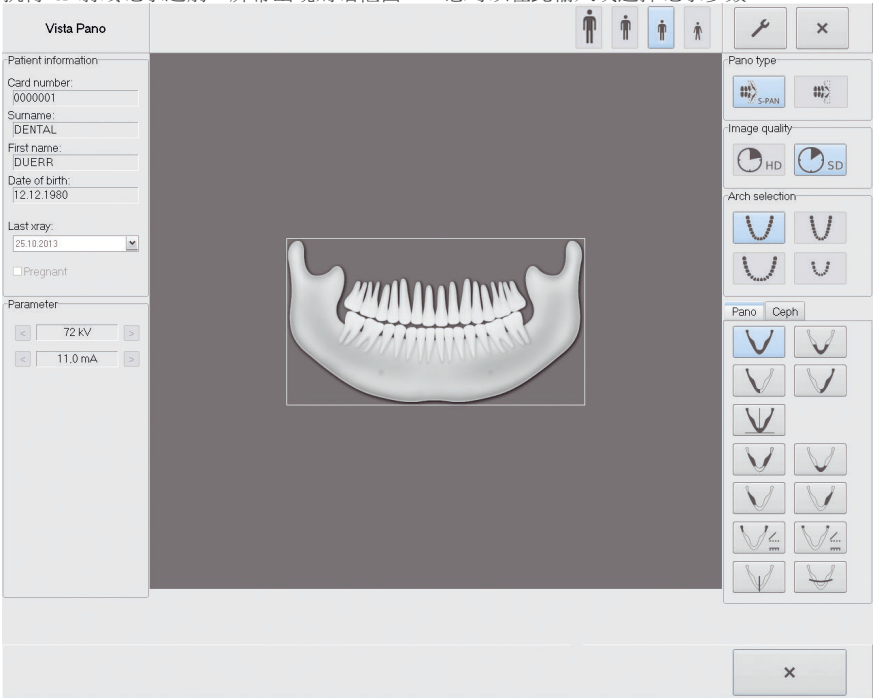 Vista Pano
Patient information
Card number:
0000001
Surname:
DENTAL
First name:
DUERR
Date of birth:
12.12.1980
Last xray:
25.10.2013
Pregnant
Parameter
< 72 kV >
< 11,0 mA >
Pano type
S-PAN
Image quality
HD SD
Arch selection
Pano Ceph